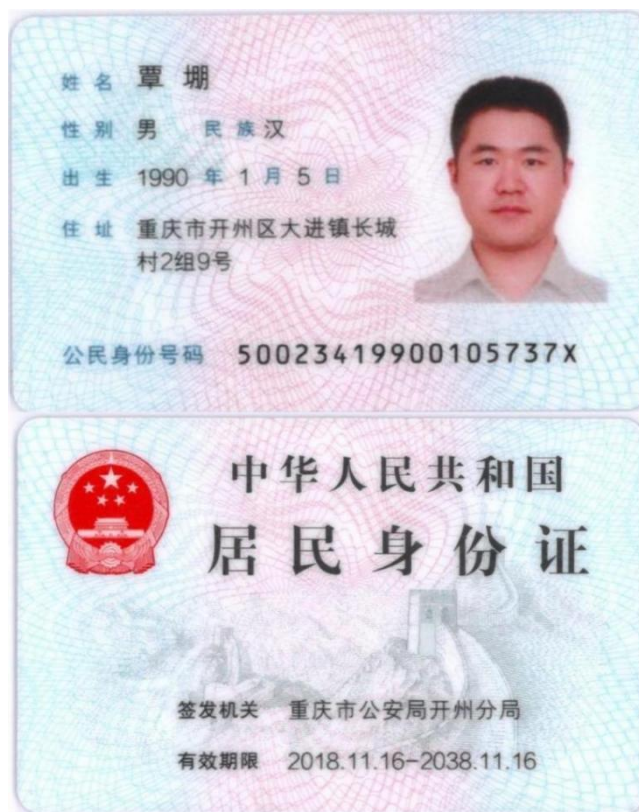 姓名 覃堋
性别 男 民族 汉
出生 1990 年 1 月 5 日
住址 重庆市开州区大进镇长城
村2组9号
公民身份号码 50023419900105737X
中华人民共和国
居民身份证
签发机关 重庆市公安局开州分局
有效期限 2018.11.16-2038.11.16